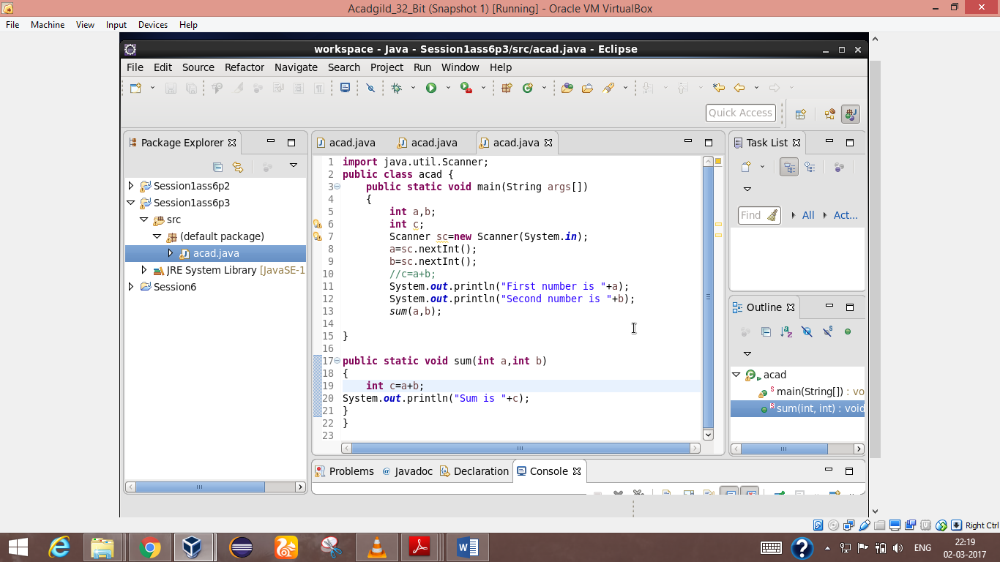 Acadgild_32_Bit (Snapshot 1) [Running] - Oracle VM VirtualBox
File Machine View Input Devices Help
workspace - Java - Session1ass6p3/src/acad.java - Eclipse
File Edit Source Refactor Navigate Search Project Run Window Help
Quick Access
Package Explorer
acad.java acad.java acad.java
Task List
Session1ass6p2
Session1ass6p3
src
(default package)
acad.java
JRE System Library [JavaSE-1
Session6
1 import java.util.Scanner;
2 public class acad {
3 public static void main(String args[])
4 {
5 int a,b;
6 int c;
7 Scanner sc=new Scanner(System.in);
8 a=sc.nextInt();
9 b=sc.nextInt();
10 //c=a+b;
11 System.out.println("First number is "+a);
12 System.out.println("Second number is "+b);
13 sum(a,b);
14
15 }
16
17 public static void sum(int a,int b)
18 {
19 int c=a+b;
20 System.out.println("Sum is "+c);
21 }
22 }
23
Find All Act...
Outline
acad
main(String[]) : vo
sum(int, int) : void
Problems @ Javadoc Declaration Console
Right Ctrl
ENG
22:19
02-03-2017